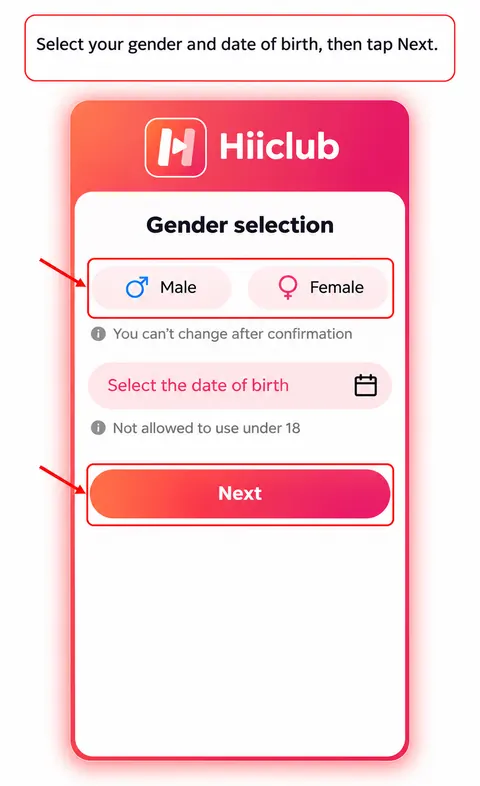 Select your gender and date of birth, then tap Next.
Hiiclub
Gender selection
Male
Female
You can't change after confirmation
Select the date of birth
Not allowed to use under 18
Next